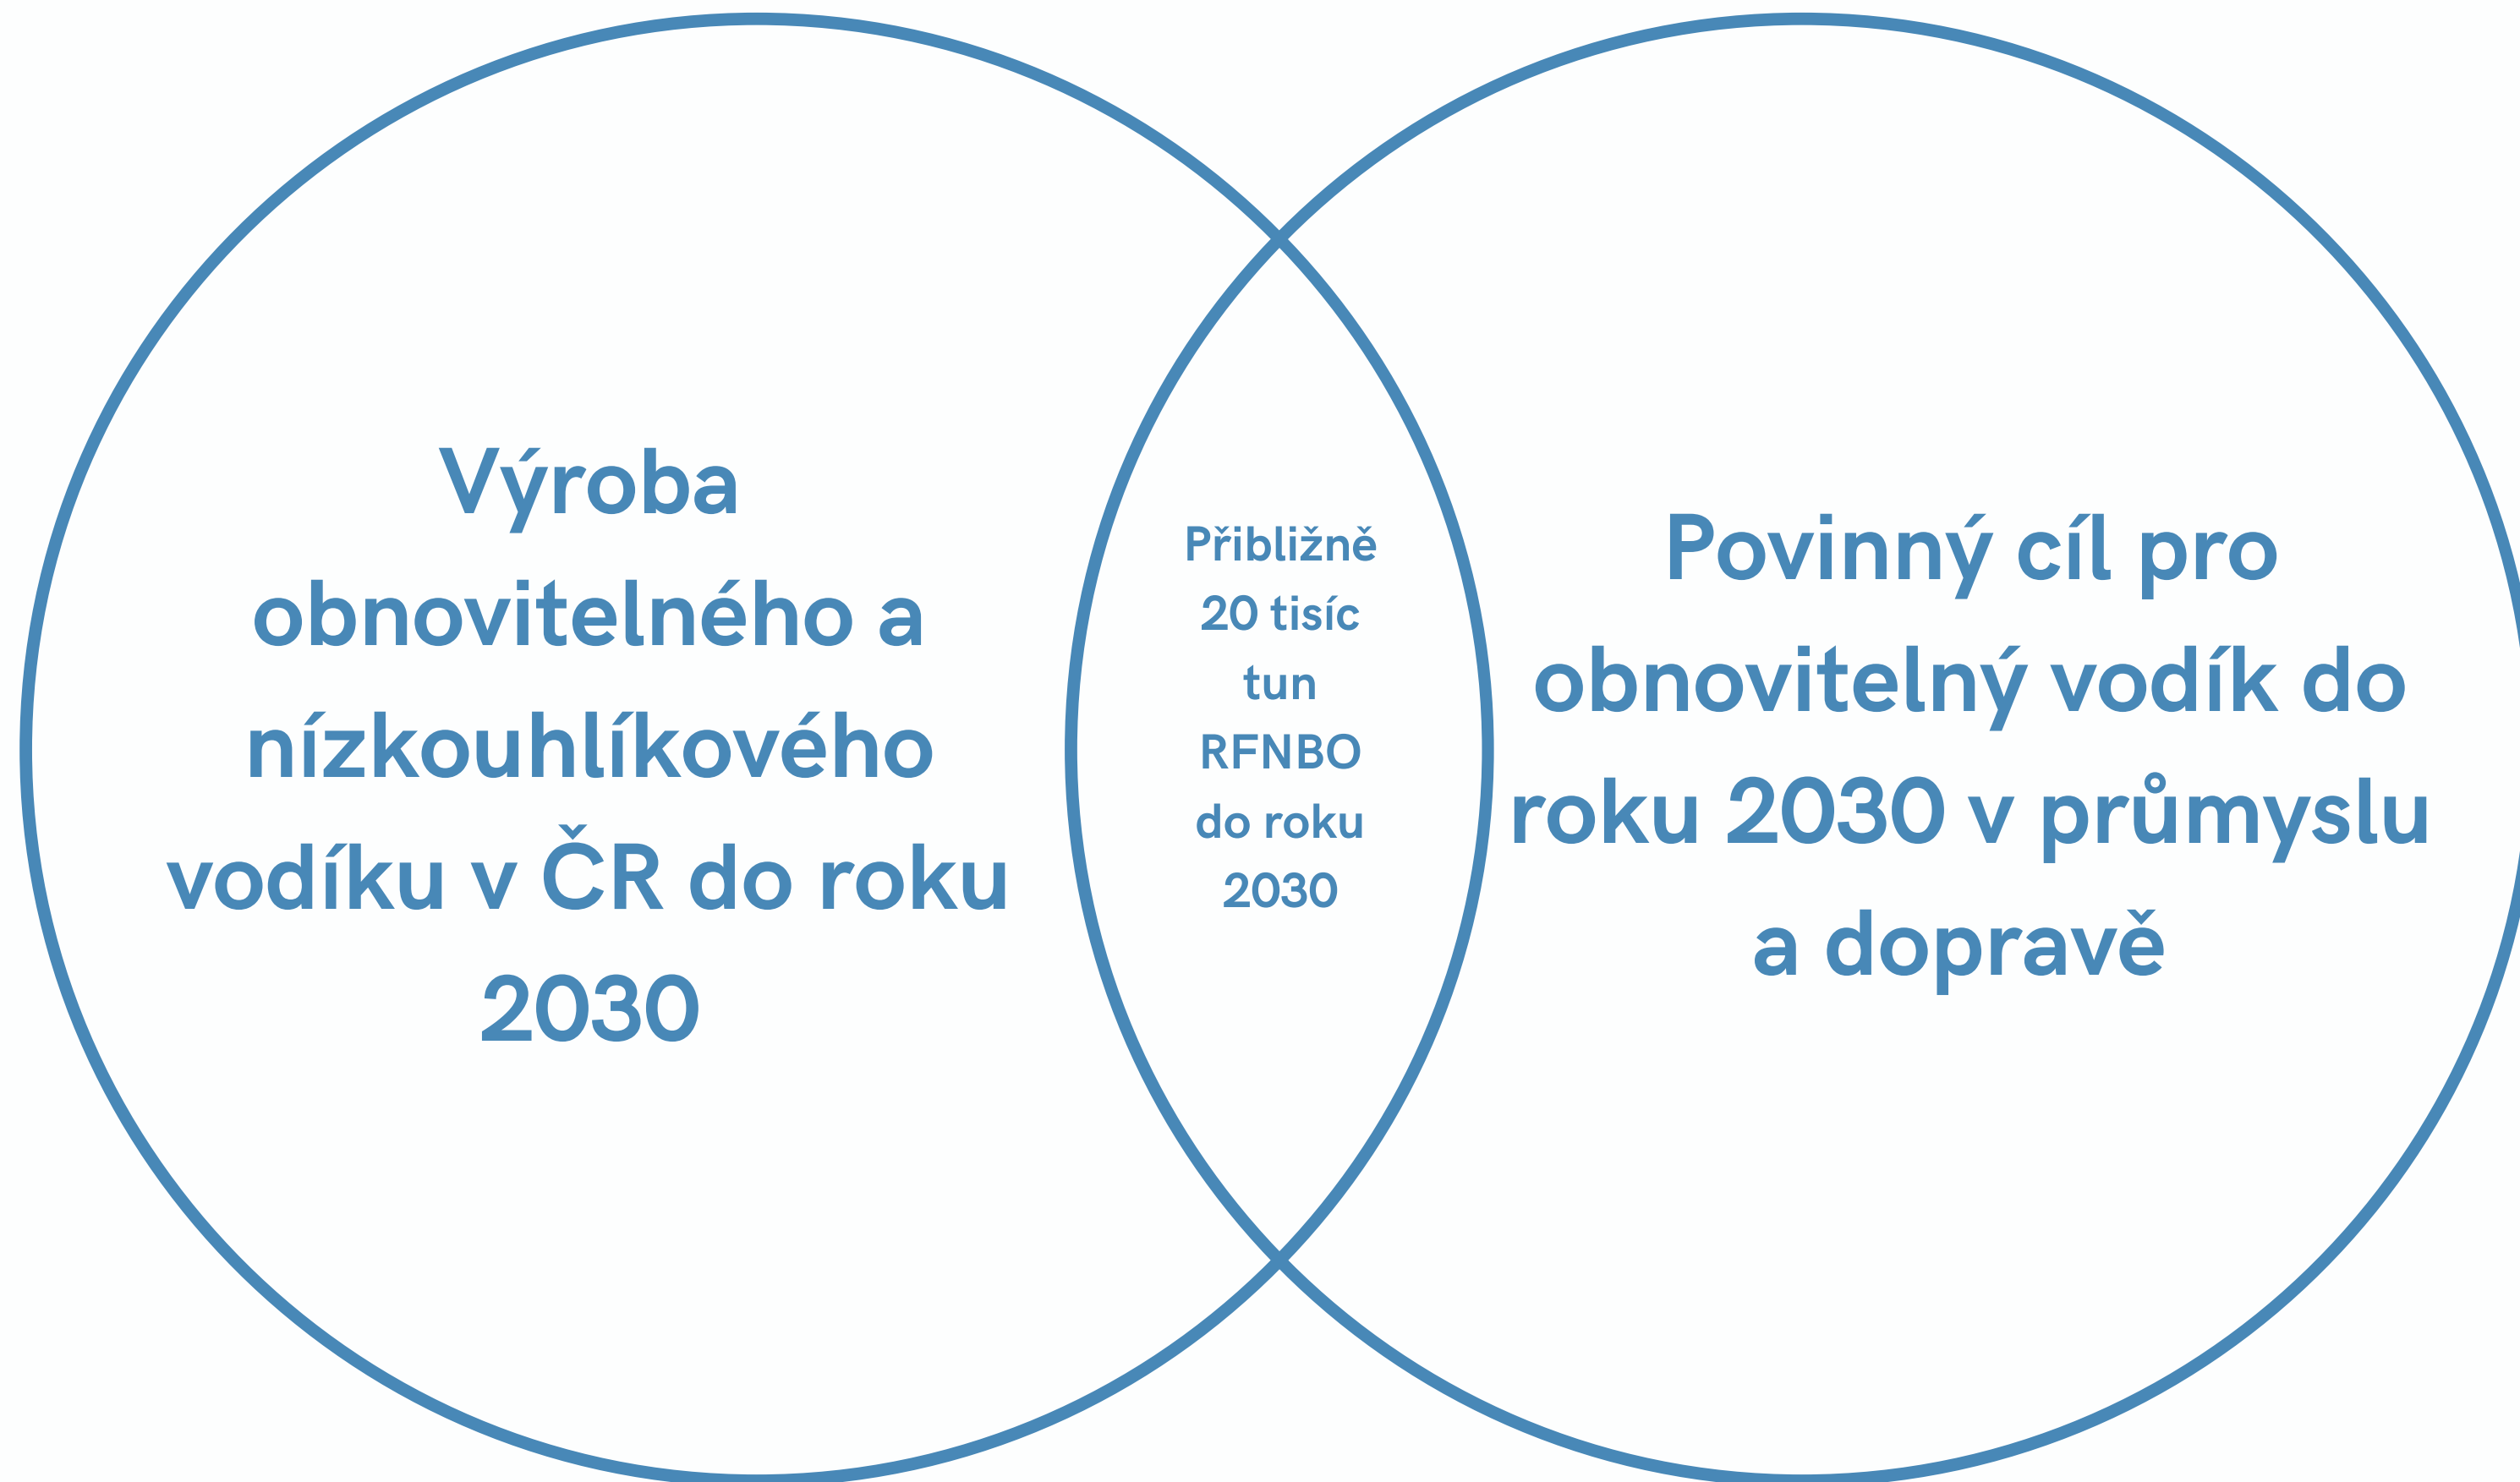 Výroba
obnovitelného a
nízkouhlíkového
vodíku v ČR do roku
2030
Přibližně
20 tisíc
tun
RFNBO
do roku
2030
Povinný cíl pro
obnovitelný vodík do
roku 2030 v průmyslu
a dopravě